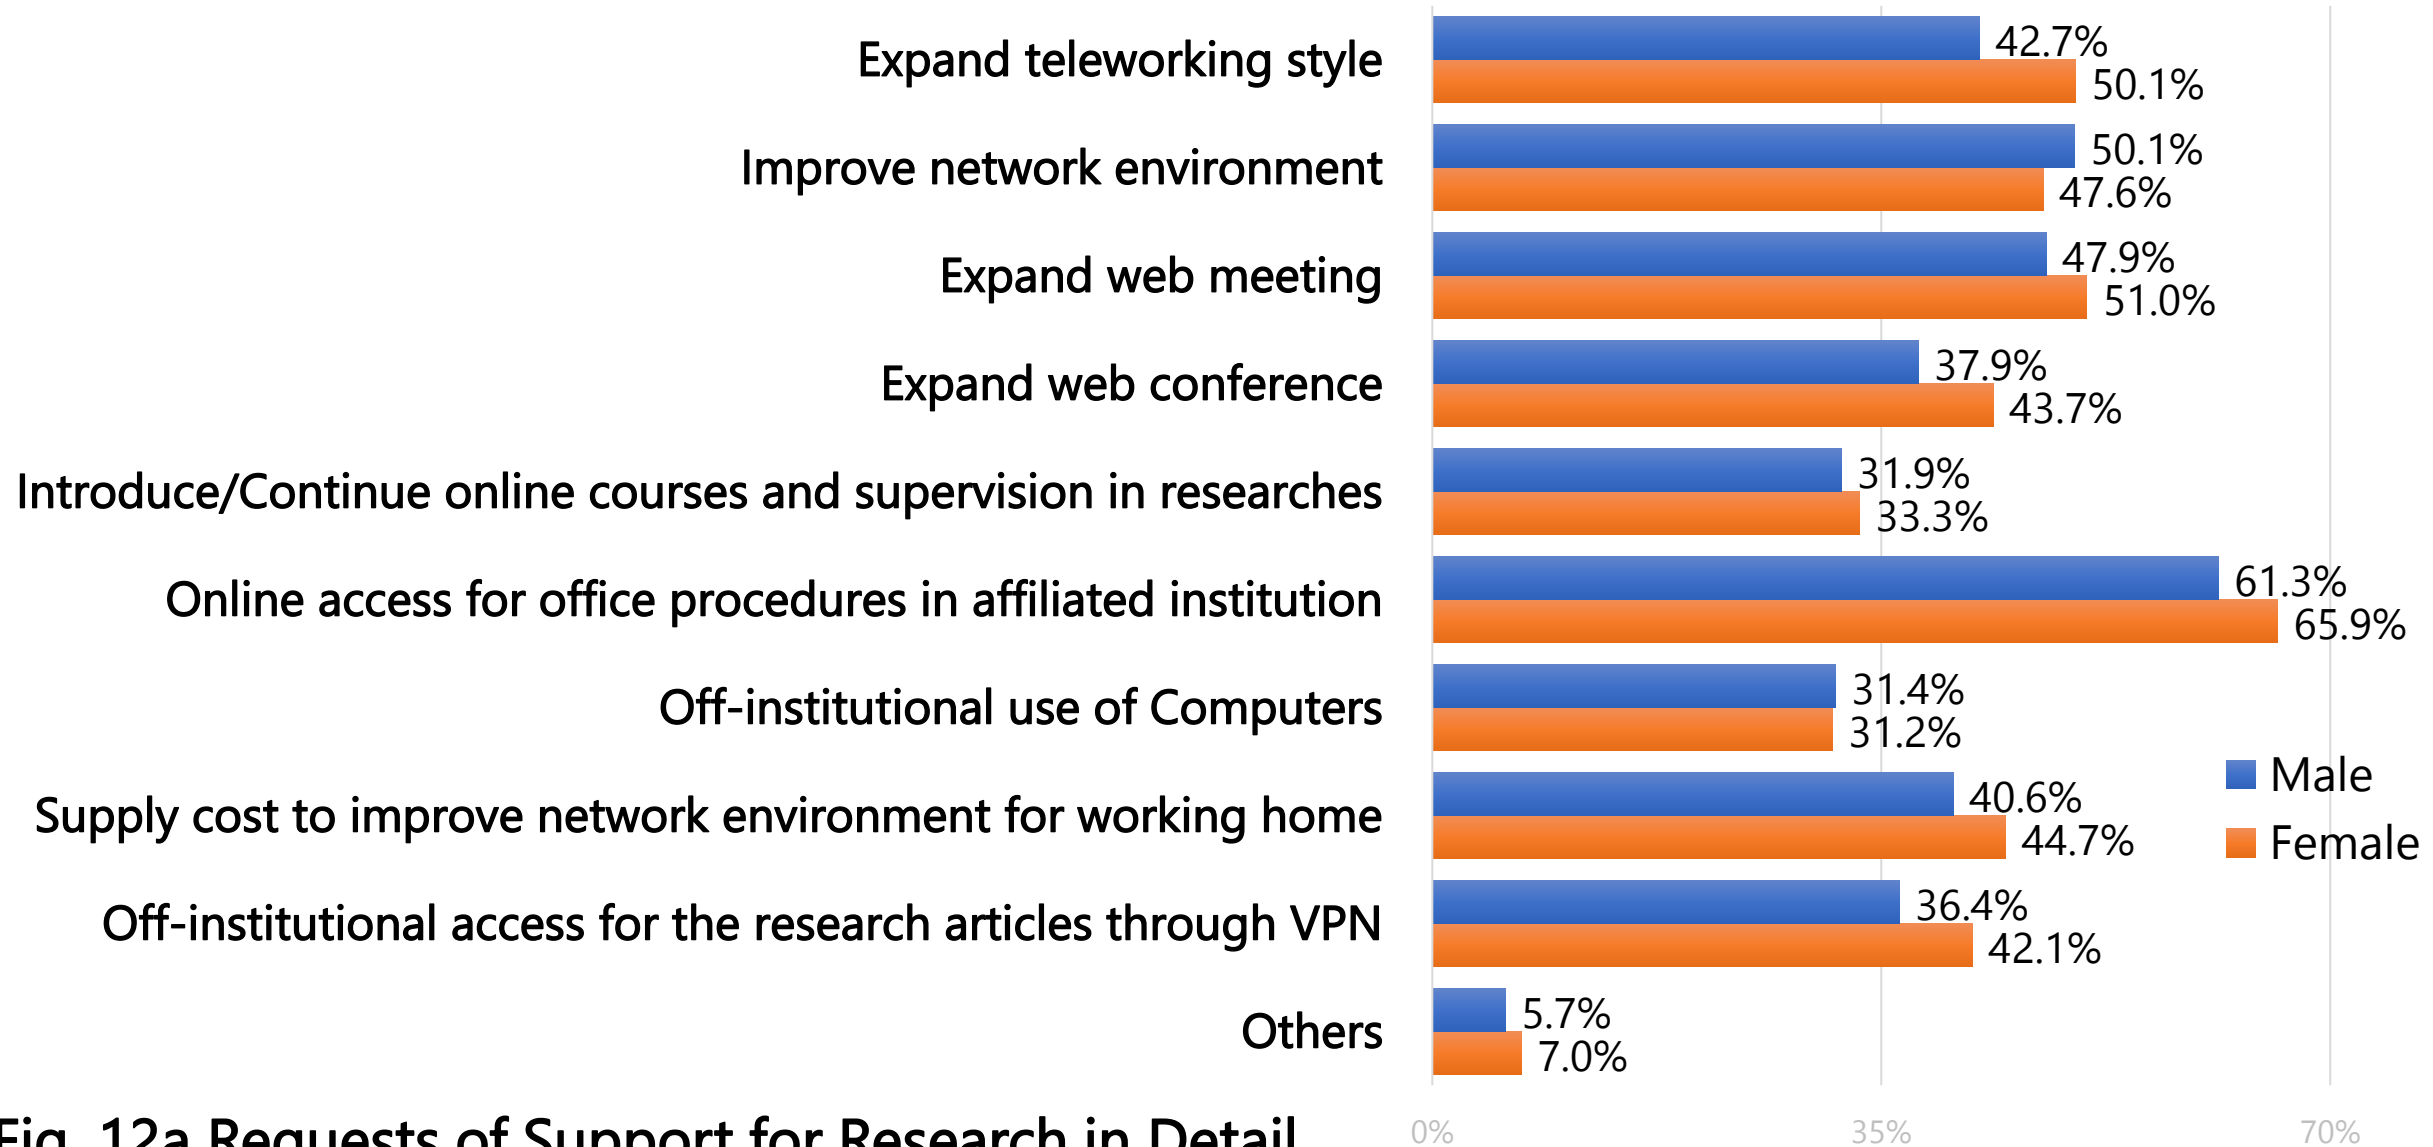 Expand teleworking style
42.7%
50.1%
Improve network environment
50.1%
47.6%
Expand web meeting
47.9%
51.0%
Expand web conference
37.9%
43.7%
Introduce/Continue online courses and supervision in researches
31.9%
33.3%
Online access for office procedures in affiliated institution
61.3%
65.9%
Off-institutional use of Computers
31.4%
31.2%
Supply cost to improve network environment for working home
40.6%
44.7%
Male
Female
Off-institutional access for the research articles through VPN
36.4%
42.1%
Others
5.7%
7.0%
0%
35%
70%
Fig. 12a Requests of Support for Research in Detail